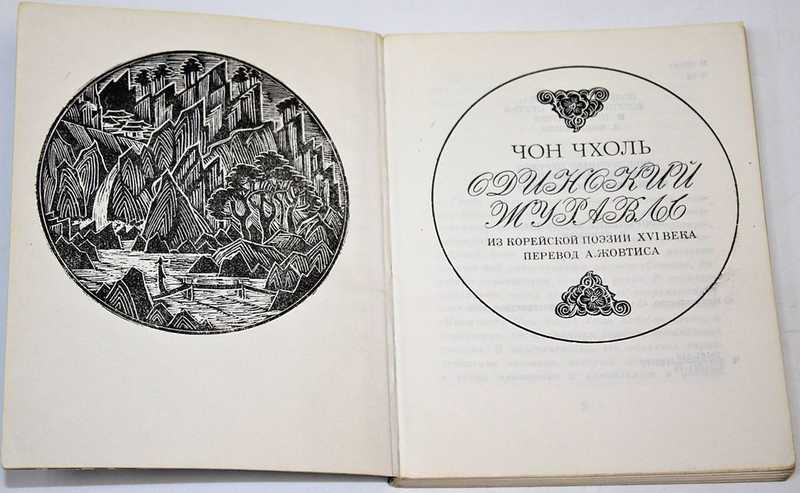 ЧОН ЧХОЛЬ
ОДИНОКИЙ
ЖУРАВЛЬ
ИЗ КОРЕЙСКОЙ ПОЭЗИИ XVI ВЕКА
ПЕРЕВОД А. ЖОВТИСА